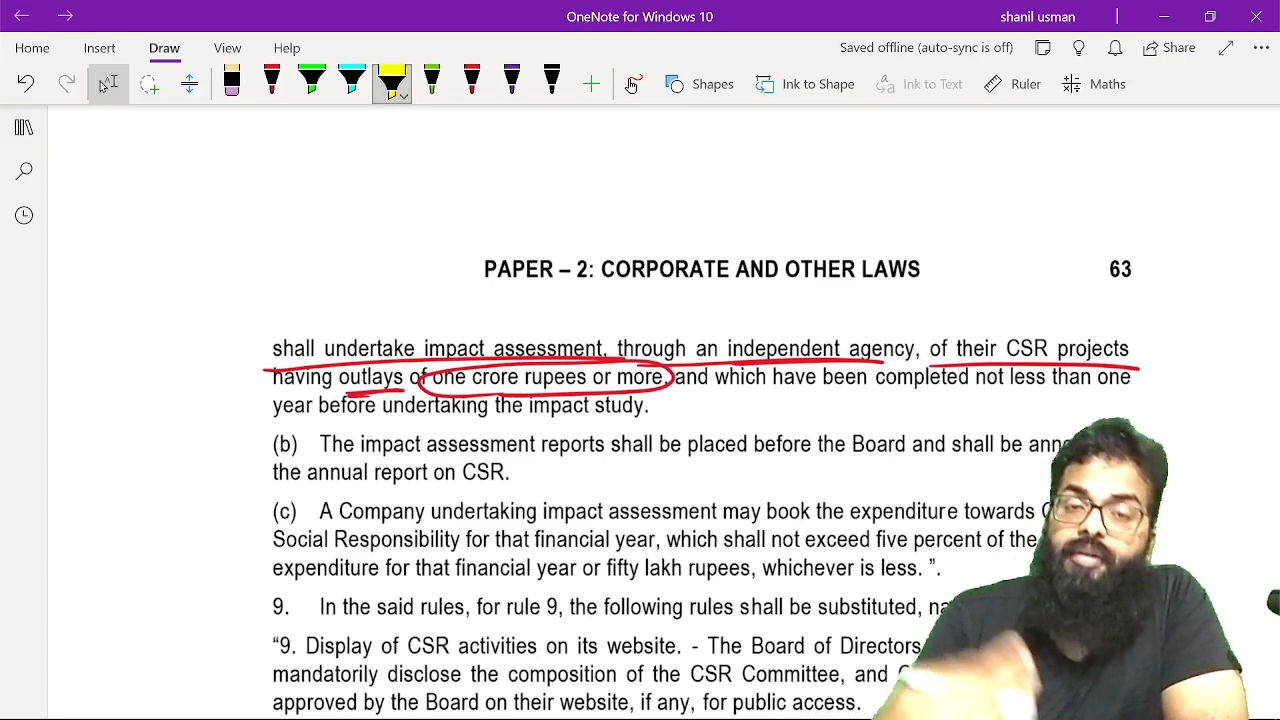 OneNote for Windows 10
shanil usman
Home Insert Draw View Help
Saved offline (auto-sync is off)
Share
Shapes
Ink to Shape
Ink to Text
Ruler
Maths
PAPER – 2: CORPORATE AND OTHER LAWS 63
shall undertake impact assessment, through an independent agency, of their CSR projects
having outlays of one crore rupees or more, and which have been completed not less than one
year before undertaking the impact study.
(b) The impact assessment reports shall be placed before the Board and shall be
the annual report on CSR.
(c) A Company undertaking impact assessment may book the expenditure towards
Social Responsibility for that financial year, which shall not exceed five percent of the
expenditure for that financial year or fifty lakh rupees, whichever is less. ”.
9. In the said rules, for rule 9, the following rules shall be substituted,
“9. Display of CSR activities on its website. - The Board of Directors
mandatorily disclose the composition of the CSR Committee, and
approved by the Board on their website, if any, for public access.